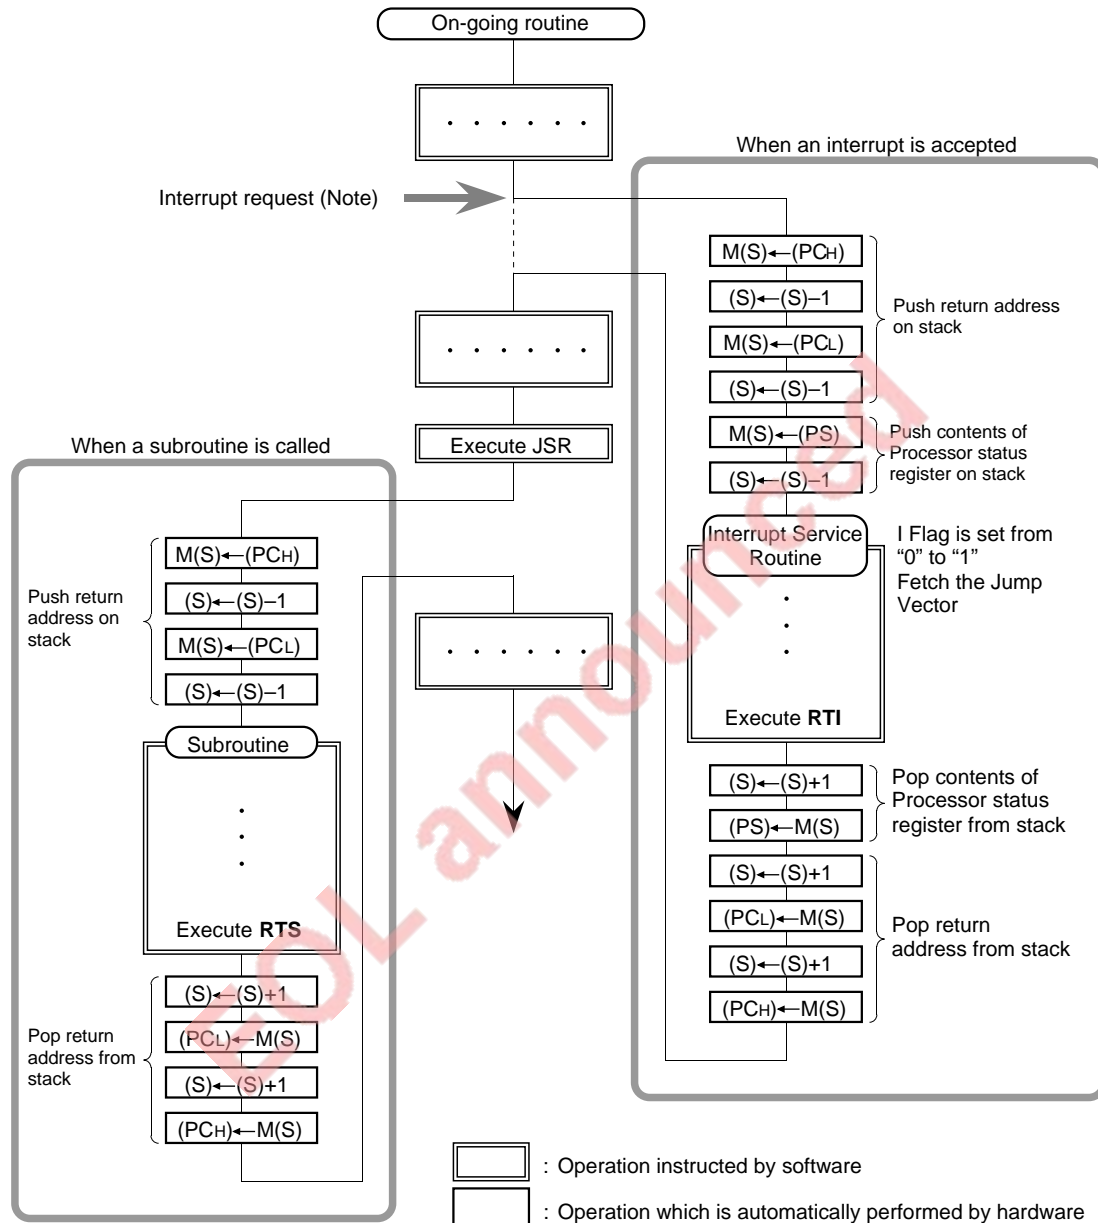 On-going routine
· · · · · ·
When an interrupt is accepted
Interrupt request (Note)
M(S)←(PCH)
(S)←(S)–1
M(S)←(PCL)
(S)←(S)–1
Push return address
on stack
M(S)←(PS)
(S)←(S)–1
Push contents of
Processor status
register on stack
Interrupt Service
Routine
I Flag is set from
“0” to “1”
Fetch the Jump
Vector
·
·
·
Execute RTI
(S)←(S)+1
(PS)←M(S)
Pop contents of
Processor status
register from stack
(S)←(S)+1
(PCL)←M(S)
(S)←(S)+1
(PCH)←M(S)
Pop return
address from stack
· · · · · ·
Execute JSR
When a subroutine is called
M(S)←(PCH)
(S)←(S)–1
M(S)←(PCL)
(S)←(S)–1
Push return
address on
stack
Subroutine
·
·
·
Execute RTS
(S)←(S)+1
(PCL)←M(S)
(S)←(S)+1
(PCH)←M(S)
Pop return
address from
stack
· · · · · ·
: Operation instructed by software
: Operation which is automatically performed by hardware
EOL announced